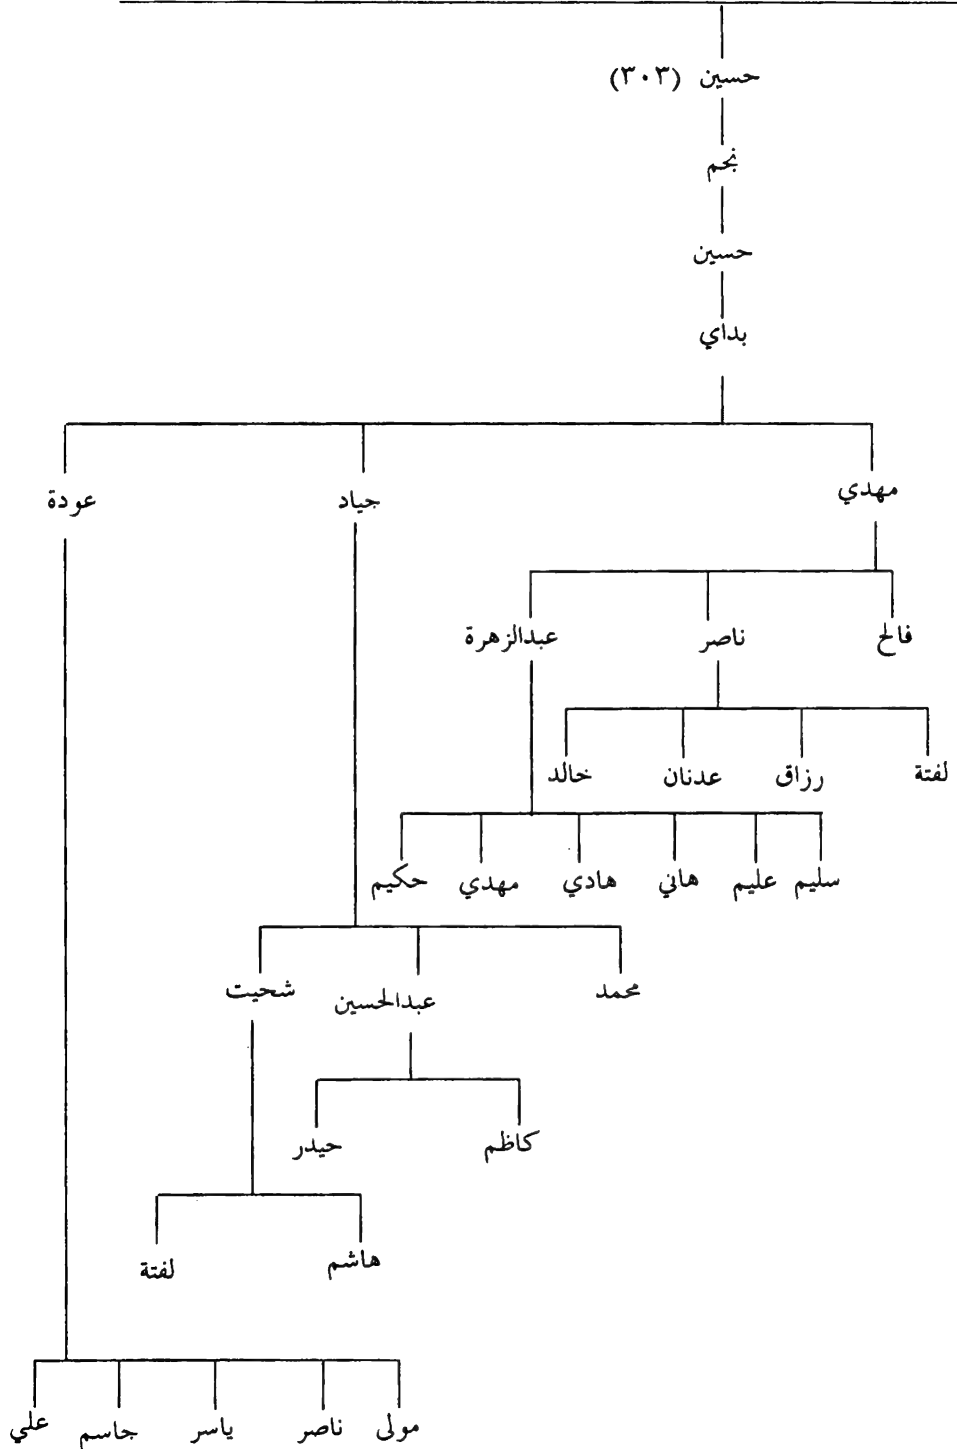 حسين (٣٠٣)
نجم
حسين
بداي
مهدي جياد عودة
فالح ناصر عبدالزهرة
لفتة رزاق عدنان خالد
سليم عليم هاني هادي مهدي حكيم
محمد عبدالحسين شحيت
كاظم حيدر
هاشم لفتة
مولى ناصر ياسر جاسم علي